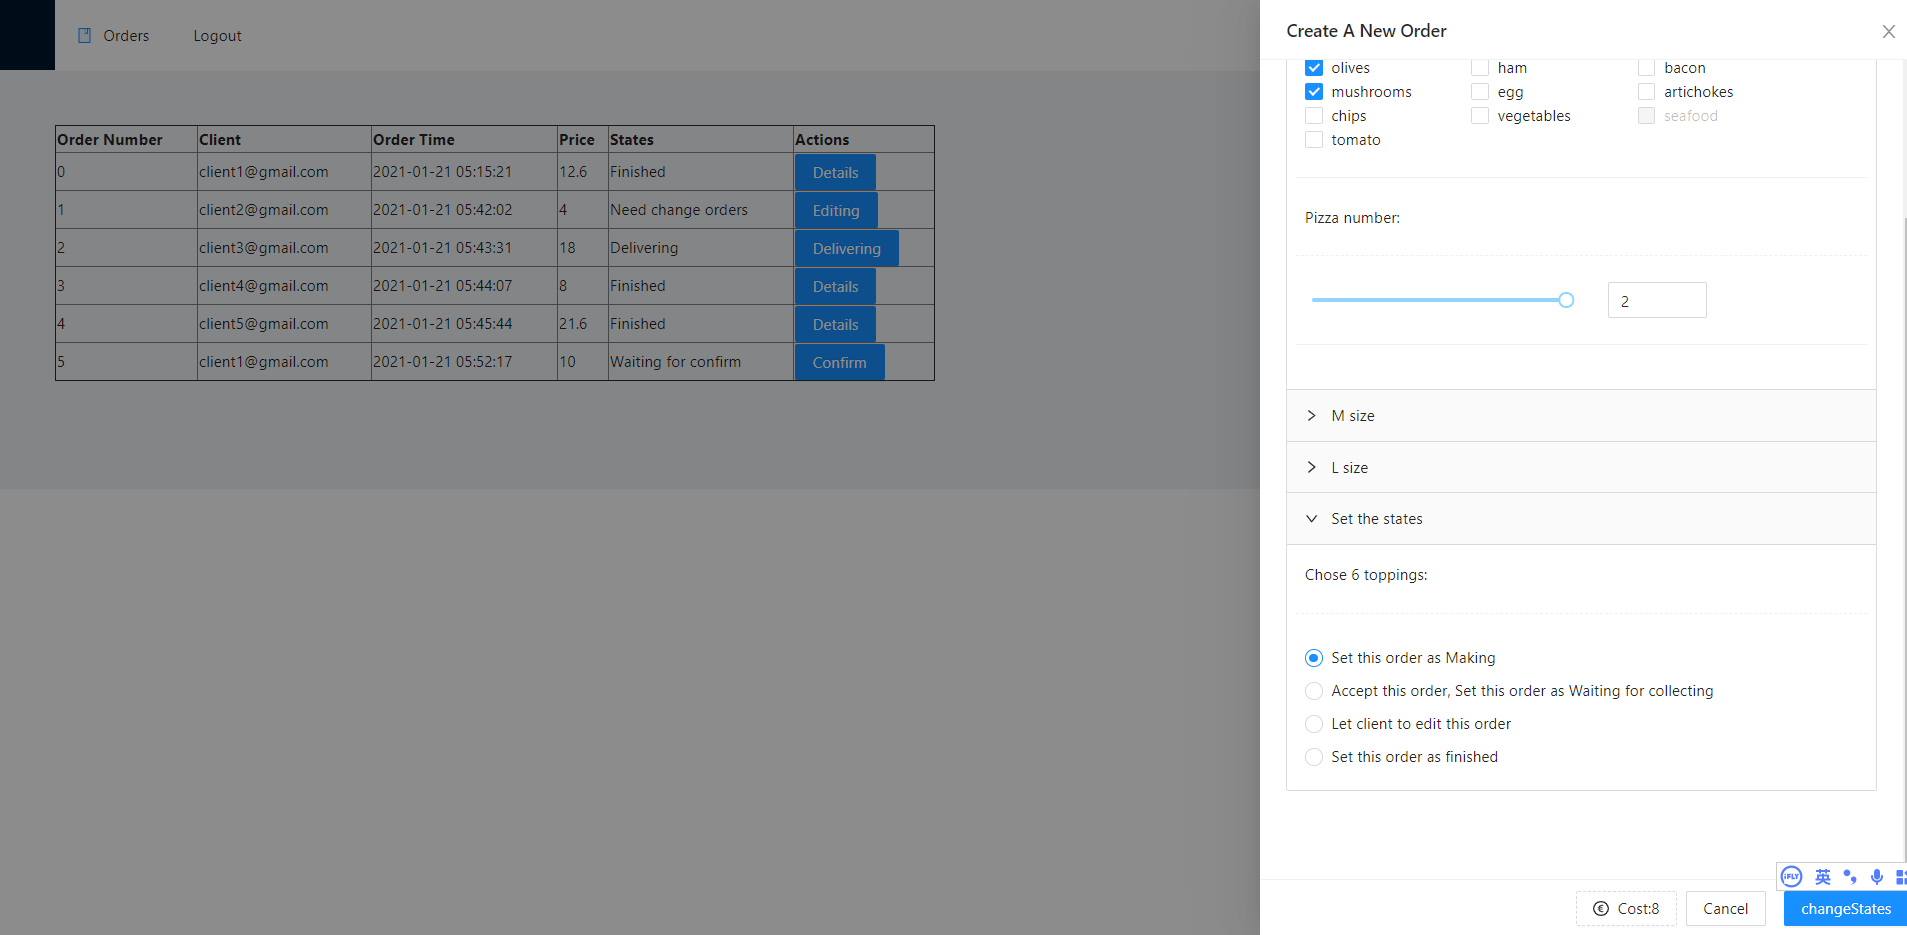 Orders Logout
Order Number Client Order Time Price States Actions
0 client1@gmail.com 2021-01-21 05:15:21 12.6 Finished Details
1 client2@gmail.com 2021-01-21 05:42:02 4 Need change orders Editing
2 client3@gmail.com 2021-01-21 05:43:31 18 Delivering Delivering
3 client4@gmail.com 2021-01-21 05:44:07 8 Finished Details
4 client5@gmail.com 2021-01-21 05:45:44 21.6 Finished Details
5 client1@gmail.com 2021-01-21 05:52:17 10 Waiting for confirm Confirm
Create A New Order
olives ham bacon
mushrooms egg artichokes
chips vegetables seafood
tomato
Pizza number:
2
M size
L size
Set the states
Chose 6 toppings:
Set this order as Making
Accept this order, Set this order as Waiting for collecting
Let client to edit this order
Set this order as finished
iFLY 英
Cost:8 Cancel changeStates